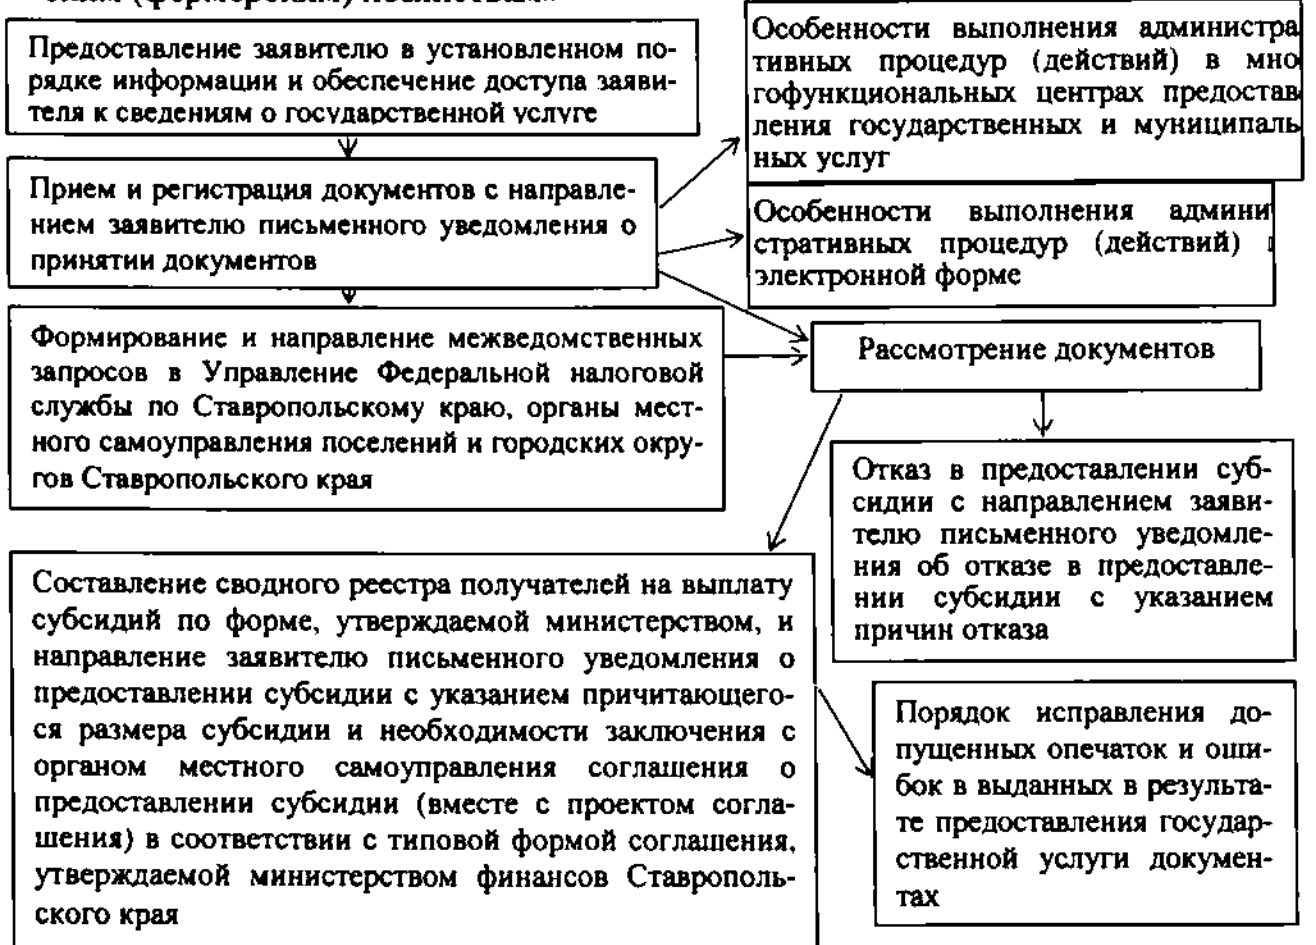 Предоставление заявителю в установленном по-
рядке информации и обеспечение доступа заяви-
теля к сведениям о государственной услуге
Особенности выполнения администра
тивных процедур (действий) в мно
гофункциональных центрах предостав
ления государственных и муниципаль
ных услуг
Прием и регистрация документов с направле-
нием заявителю письменного уведомления о
принятии документов
Особенности выполнения админи
стративных процедур (действий)
электронной форме
Формирование и направление межведомственных
запросов в Управление Федеральной налоговой
службы по Ставропольскому краю, органы мест-
ного самоуправления поселений и городских окру-
гов Ставропольского края
Рассмотрение документов
Отказ в предоставлении суб-
сидии с направлением заяви-
телю письменного уведомле-
ния об отказе в предоставле-
нии субсидии с указанием
причин отказа
Составление сводного реестра получателей на выплату
субсидий по форме, утверждаемой министерством, и
направление заявителю письменного уведомления о
предоставлении субсидии с указанием причитающего-
ся размера субсидии и необходимости заключения с
органом местного самоуправления соглашения о
предоставлении субсидии (вместе с проектом согла-
шения) в соответствии с типовой формой соглашения,
утверждаемой министерством финансов Ставрополь-
ского края
Порядок исправления до-
пущенных опечаток и оши-
бок в выданных в результа-
те предоставления государ-
ственной услуги докумен-
тах